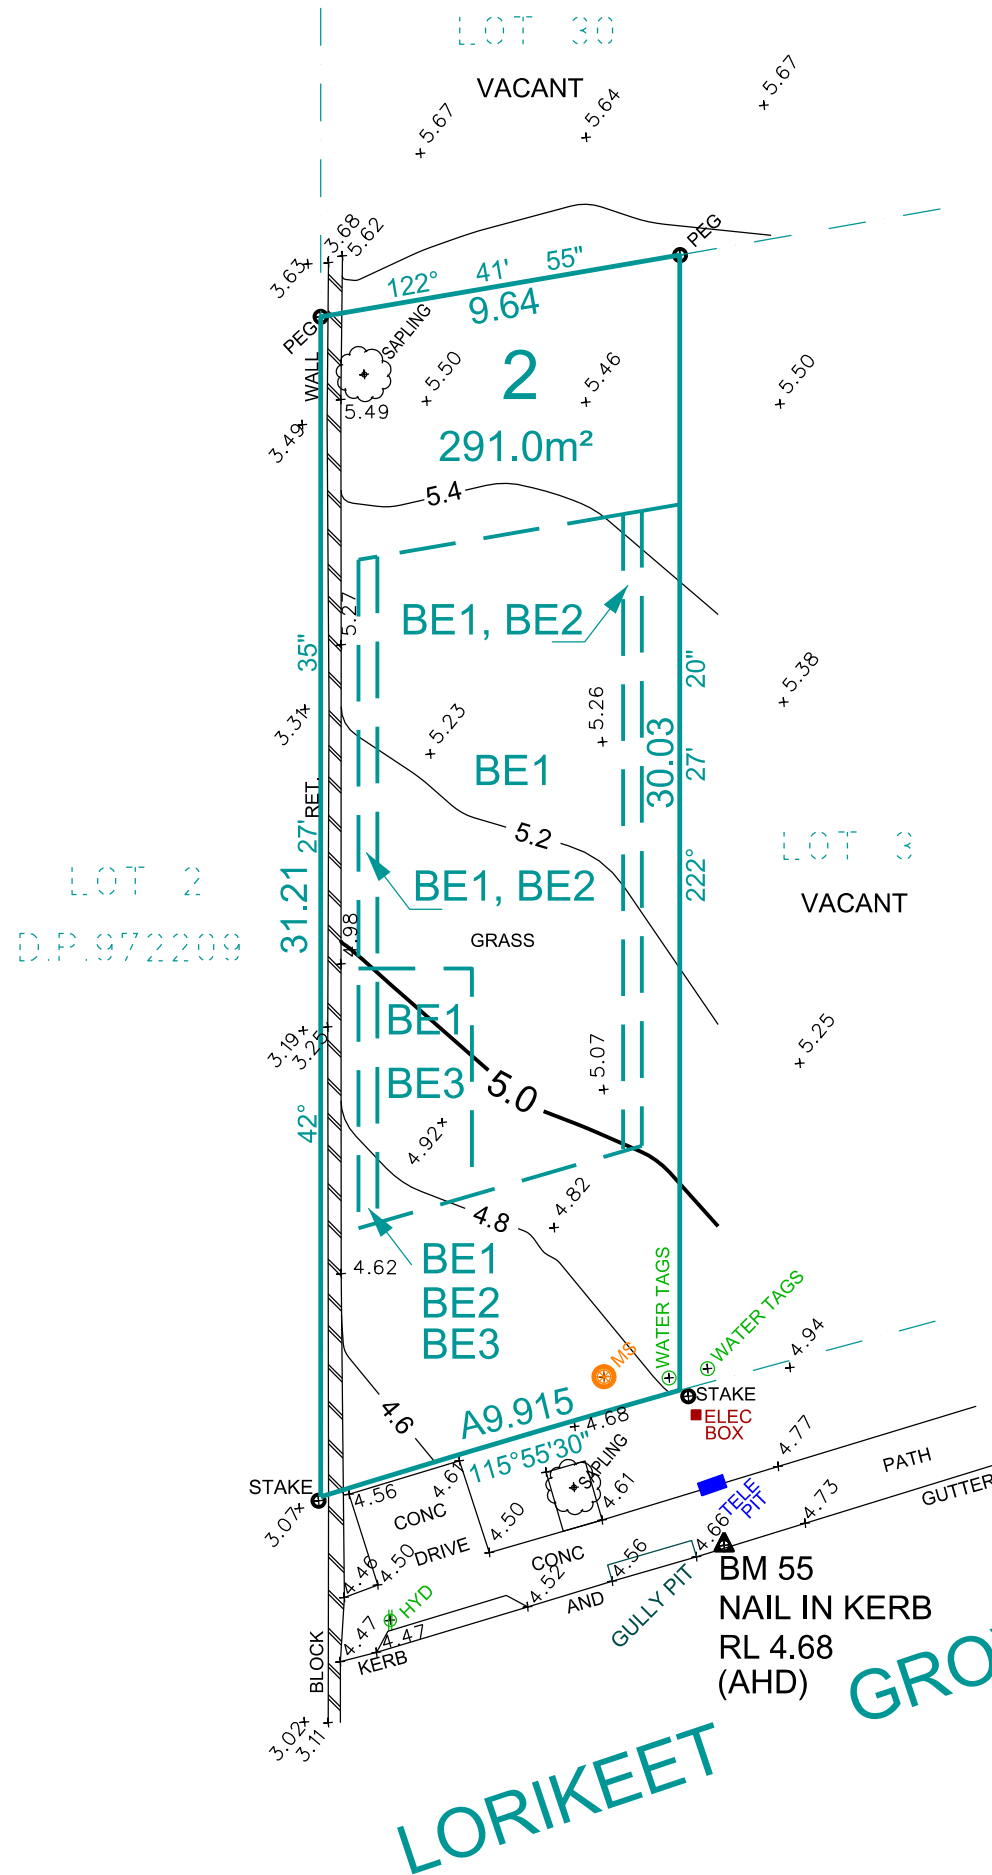 LOT 30
VACANT
5.67
5.64
5.67
3.68
5.62
3.63
PEG
122° 41' 55"
9.64
PEG
SAPLING
WALL
2
5.50
5.46
5.50
5.49
3.49
291.0m²
5.4
5.27
BE1, BE2
35"
20"
5.38
3.31
5.23
5.26
30.03
27'
BE1
RET.
27'
5.2
LOT 3
LOT 2
31.21
222°
BE1, BE2
VACANT
4.98
GRASS
D.P.972209
BE1
3.19
3.25
5.25
5.07
BE3
5.0
42°
4.92
4.82
4.8
BE1
4.62
BE2
WATER TAGS
WATER TAGS
BE3
4.94
MS
STAKE
A9.915
4.6
4.68
ELEC
BOX
115°55'30"
SAPLING
4.77
4.61
STAKE
4.56
4.61
PATH
3.07
CONC
TELE
PIT
4.73
GUTTER
4.50
DRIVE
4.66
CONC
4.56
4.46
4.50
4.52
AND
BM 55
HYD
GULLY PIT
NAIL IN KERB
4.47
4.47
RL 4.68
KERB
BLOCK
(AHD)
3.02
3.11
LORIKEET GRO